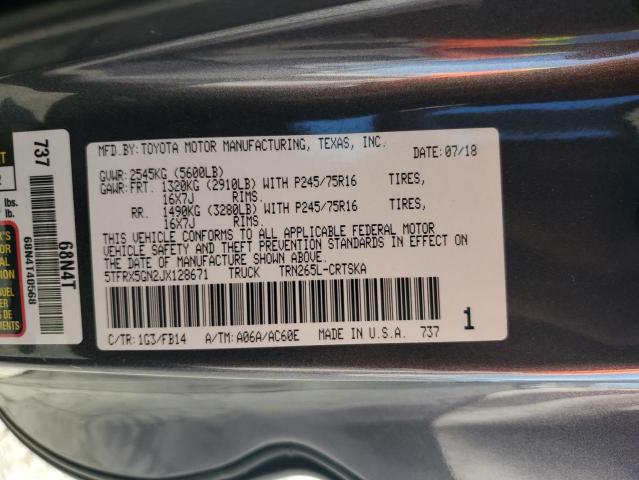 MFD.BY:TOYOTA MOTOR MANUFACTURING, TEXAS, INC.
DATE: 07/18
GVWR:2545KG (5600LB)
GAWR:FRT. 1320KG (2910LB) WITH P245/75R16 TIRES,
16X7J RIMS.
RR. 1490KG (3280LB) WITH P245/75R16 TIRES,
16X7J RIMS.
THIS VEHICLE CONFORMS TO ALL APPLICABLE FEDERAL MOTOR
VEHICLE SAFETY AND THEFT PREVENTION STANDARDS IN EFFECT ON
THE DATE OF MANUFACTURE SHOWN ABOVE.
5TFRX5GN2JX128671 TRUCK TRN265L-CRTSKA
C/TR:1G3/FB14 A/TM:A06A/AC60E MADE IN U.S.A. 737
1
737
68N4T
68N4T40568
lbs.
lb.